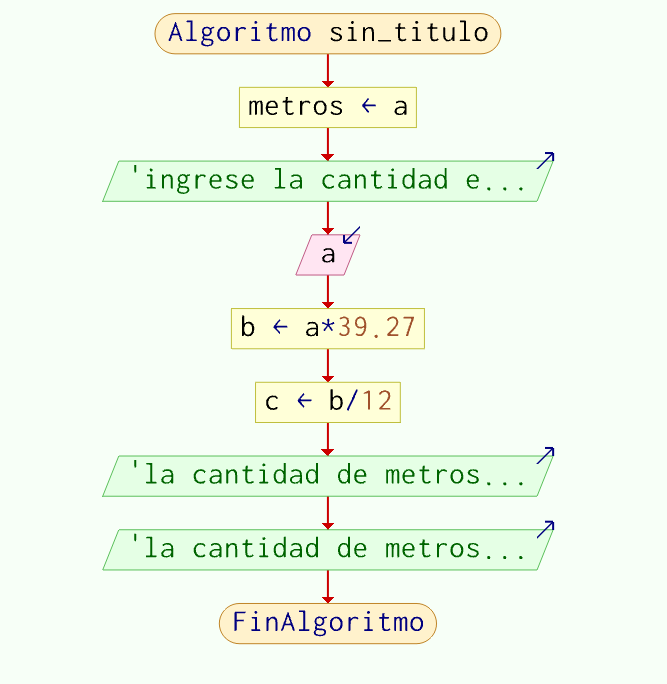 Algoritmo sin_titulo
metros ← a
'ingrese la cantidad e...
a
b ← a*39.27
c ← b/12
'la cantidad de metros...
'la cantidad de metros...
FinAlgoritmo